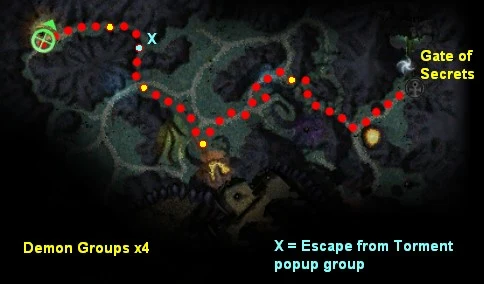 X
Gate of
Secrets
Demon Groups x4
X = Escape from Torment
popup group